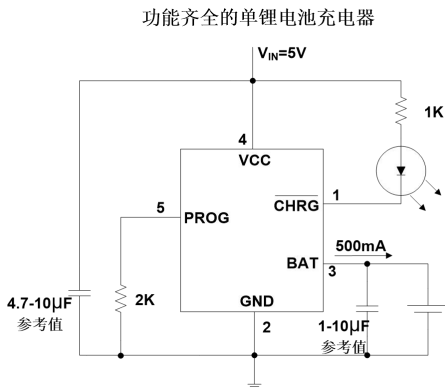 功能齐全的单锂电池充电器
VIN=5V
1K
4
VCC
5
PROG
CHRG
1
500mA
BAT
3
4.7-10μF
参考值
2K
GND
2
1-10μF
参考值